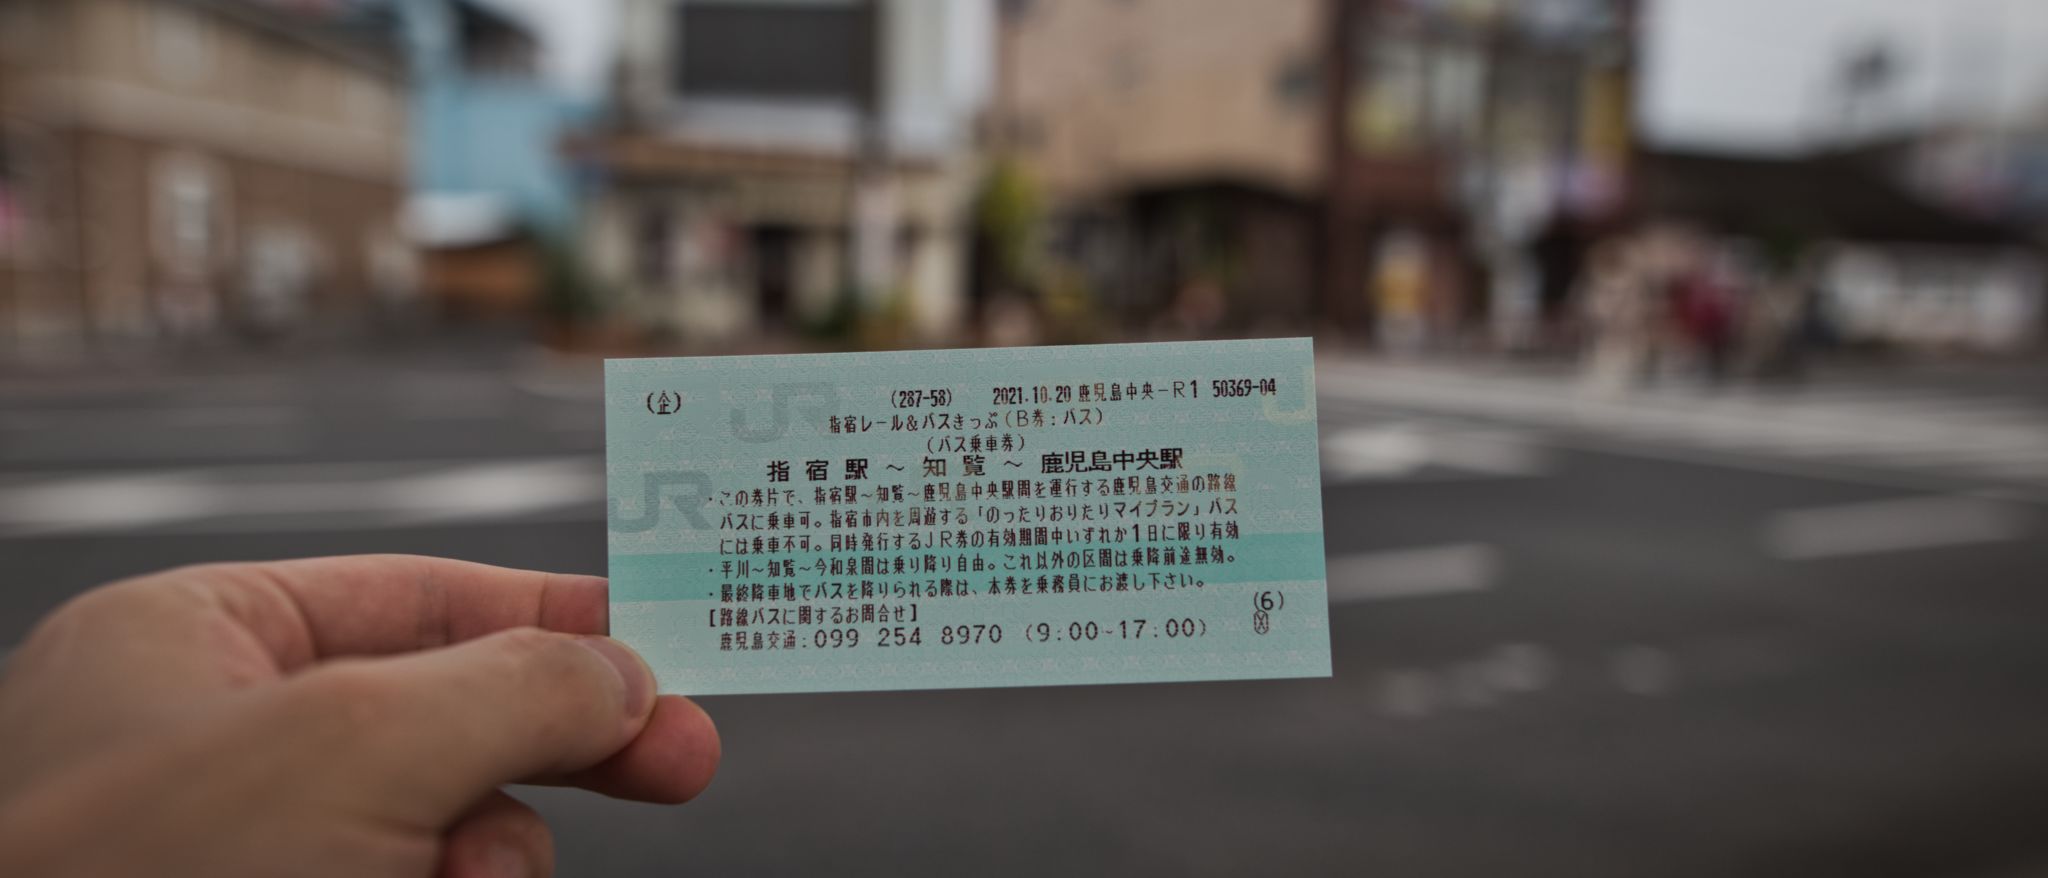 (企) (287-58) 2021.10.20 鹿児島中央-R1 50369-04
指宿レール&バスきっぷ(B券:バス)
(バス乗車券)
指宿駅 ～ 知覧 ～ 鹿児島中央駅
・この券片で、指宿駅～知覧～鹿児島中央駅間を運行する鹿児島交通の路線
バスに乗車可。指宿市内を周遊する「のったりおりたりマイプラン」バス
には乗車不可。同時発行するJR券の有効期間中いずれか1日に限り有効
・平川～知覧～今和泉間は乗り降り自由。これ以外の区間は乗降前途無効。
・最終降車地でバスを降りられる際は、本券を乗務員にお渡し下さい。
[路線バスに関するお問合せ] (6)
鹿児島交通:099 254 8970 (9:00~17:00)
JR
JR